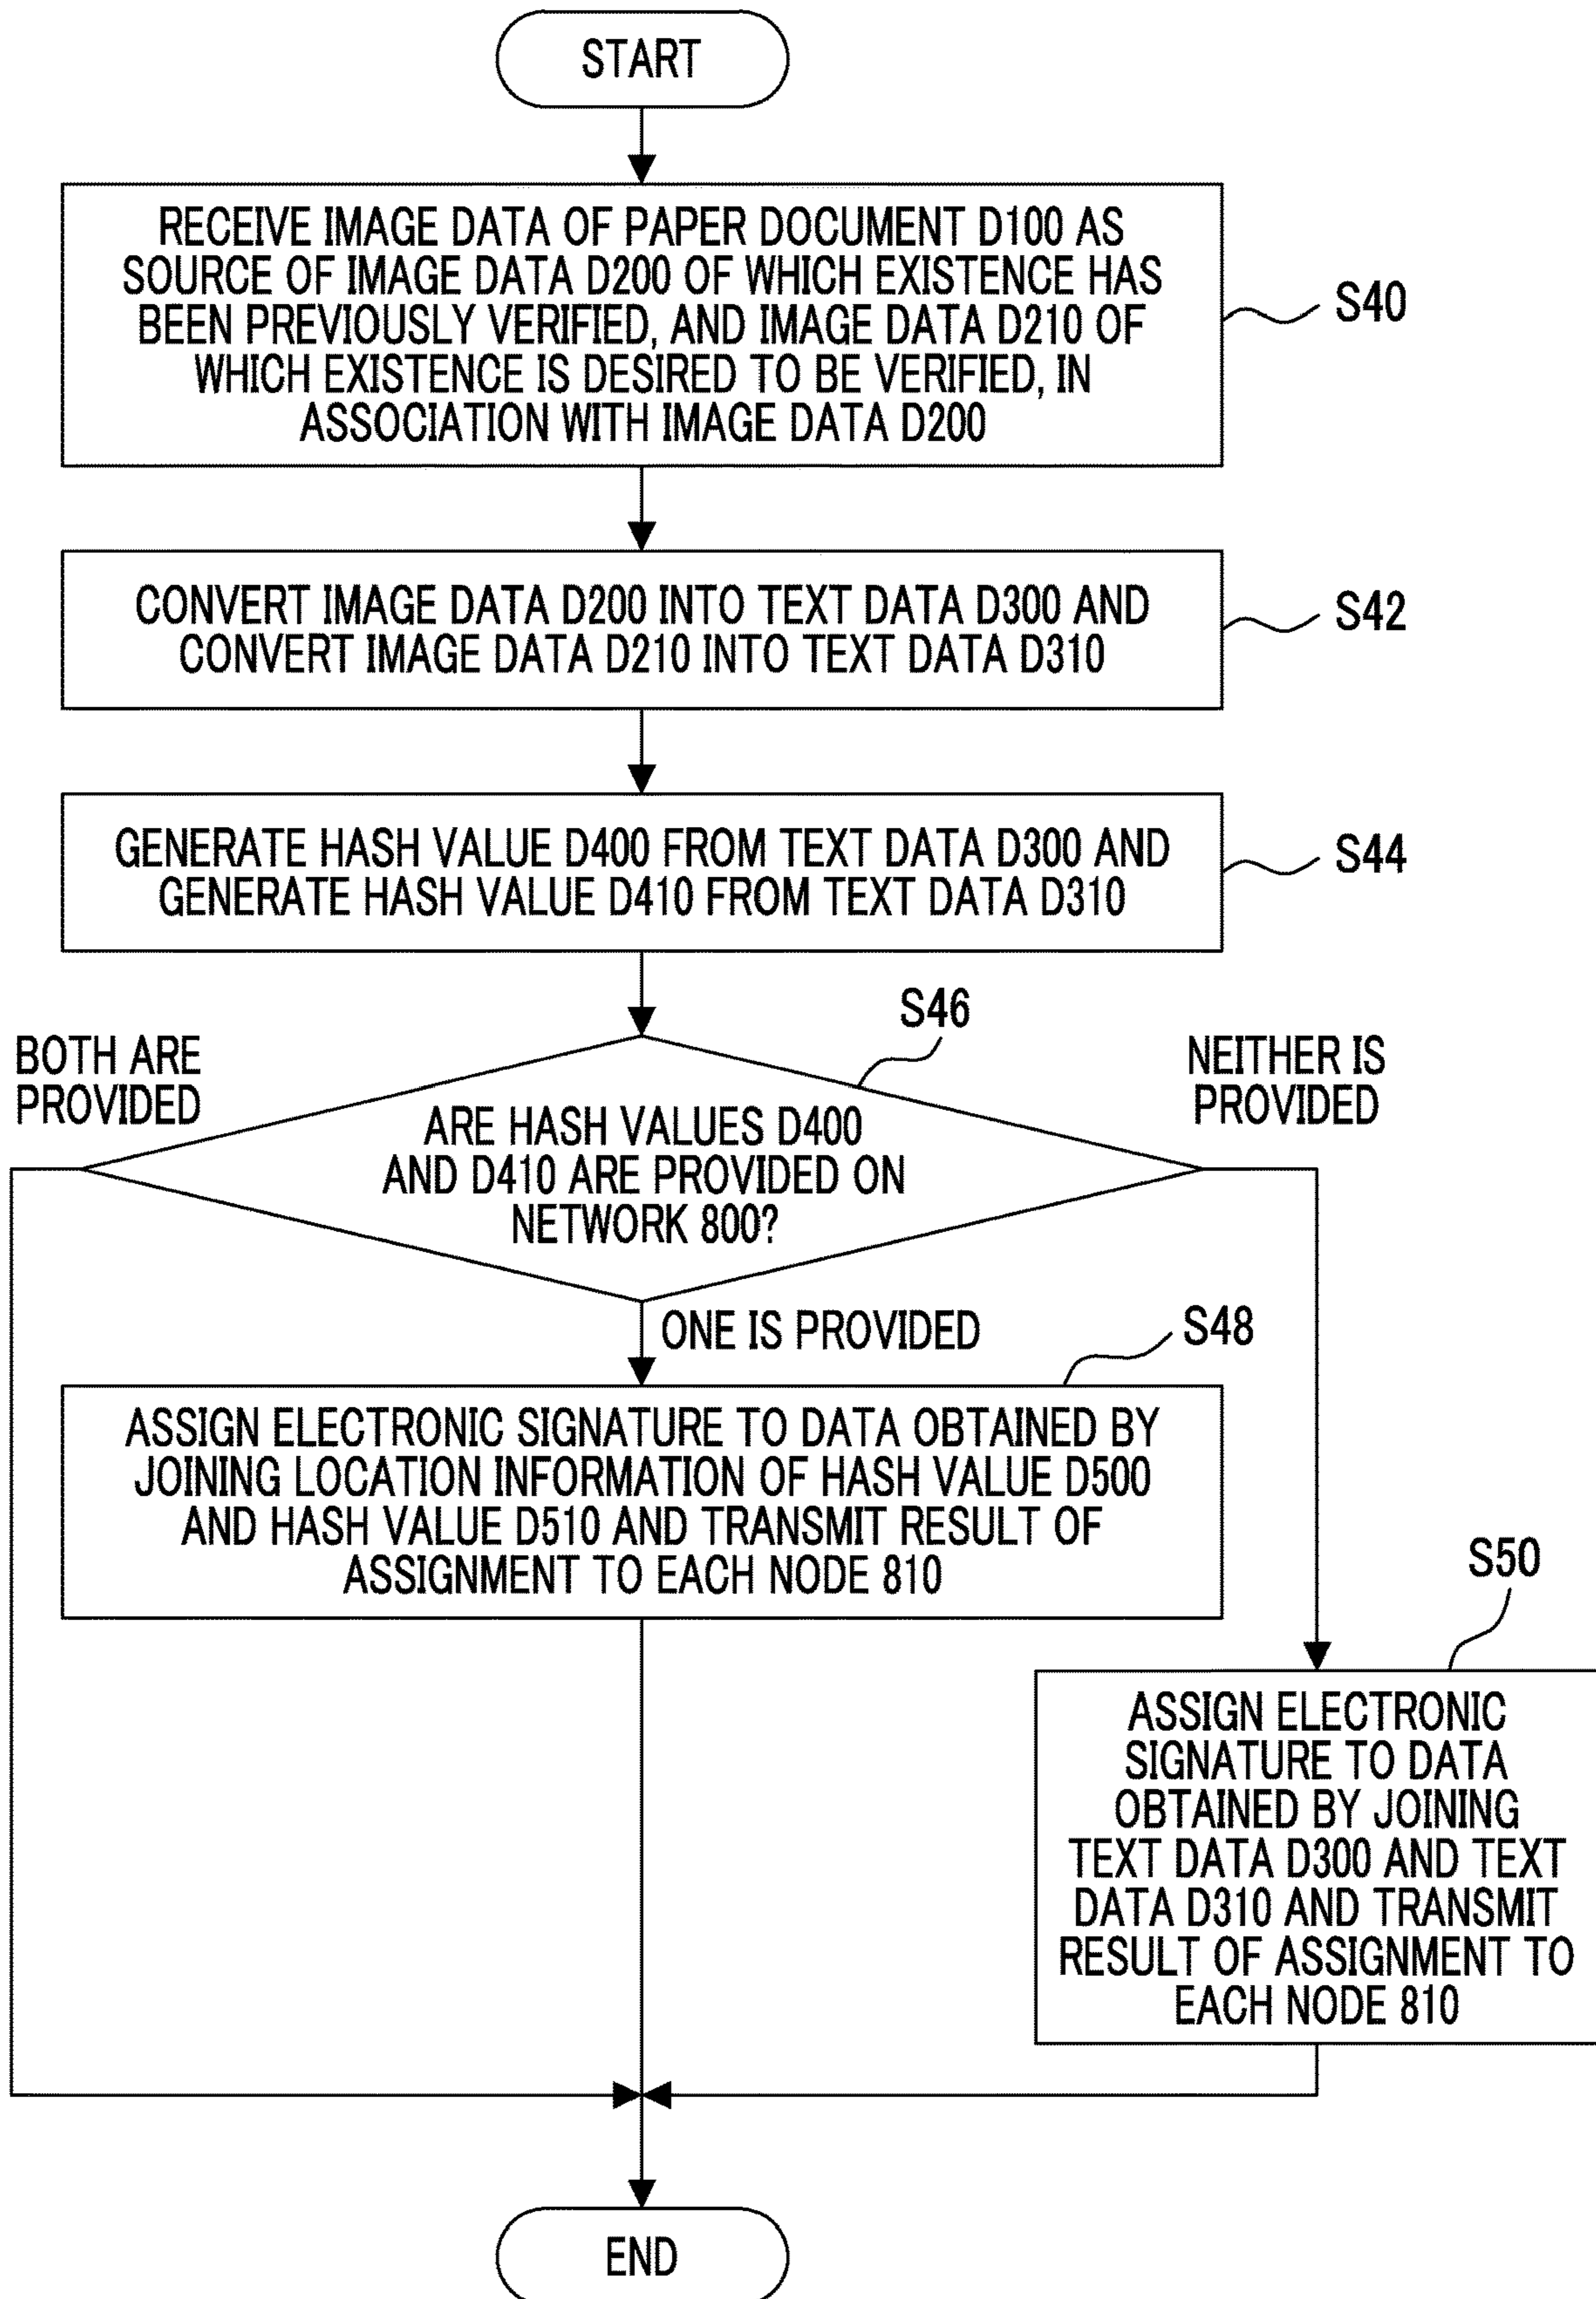 START
RECEIVE IMAGE DATA OF PAPER DOCUMENT D100 AS
SOURCE OF IMAGE DATA D200 OF WHICH EXISTENCE HAS
BEEN PREVIOUSLY VERIFIED, AND IMAGE DATA D210 OF
WHICH EXISTENCE IS DESIRED TO BE VERIFIED, IN
ASSOCIATION WITH IMAGE DATA D200
S40
CONVERT IMAGE DATA D200 INTO TEXT DATA D300 AND
CONVERT IMAGE DATA D210 INTO TEXT DATA D310
S42
GENERATE HASH VALUE D400 FROM TEXT DATA D300 AND
GENERATE HASH VALUE D410 FROM TEXT DATA D310
S44
S46
BOTH ARE
PROVIDED
NEITHER IS
PROVIDED
ARE HASH VALUES D400
AND D410 ARE PROVIDED ON
NETWORK 800?
ONE IS PROVIDED
S48
ASSIGN ELECTRONIC SIGNATURE TO DATA OBTAINED BY
JOINING LOCATION INFORMATION OF HASH VALUE D500
AND HASH VALUE D510 AND TRANSMIT RESULT OF
ASSIGNMENT TO EACH NODE 810
S50
ASSIGN ELECTRONIC
SIGNATURE TO DATA
OBTAINED BY JOINING
TEXT DATA D300 AND TEXT
DATA D310 AND TRANSMIT
RESULT OF ASSIGNMENT TO
EACH NODE 810
END